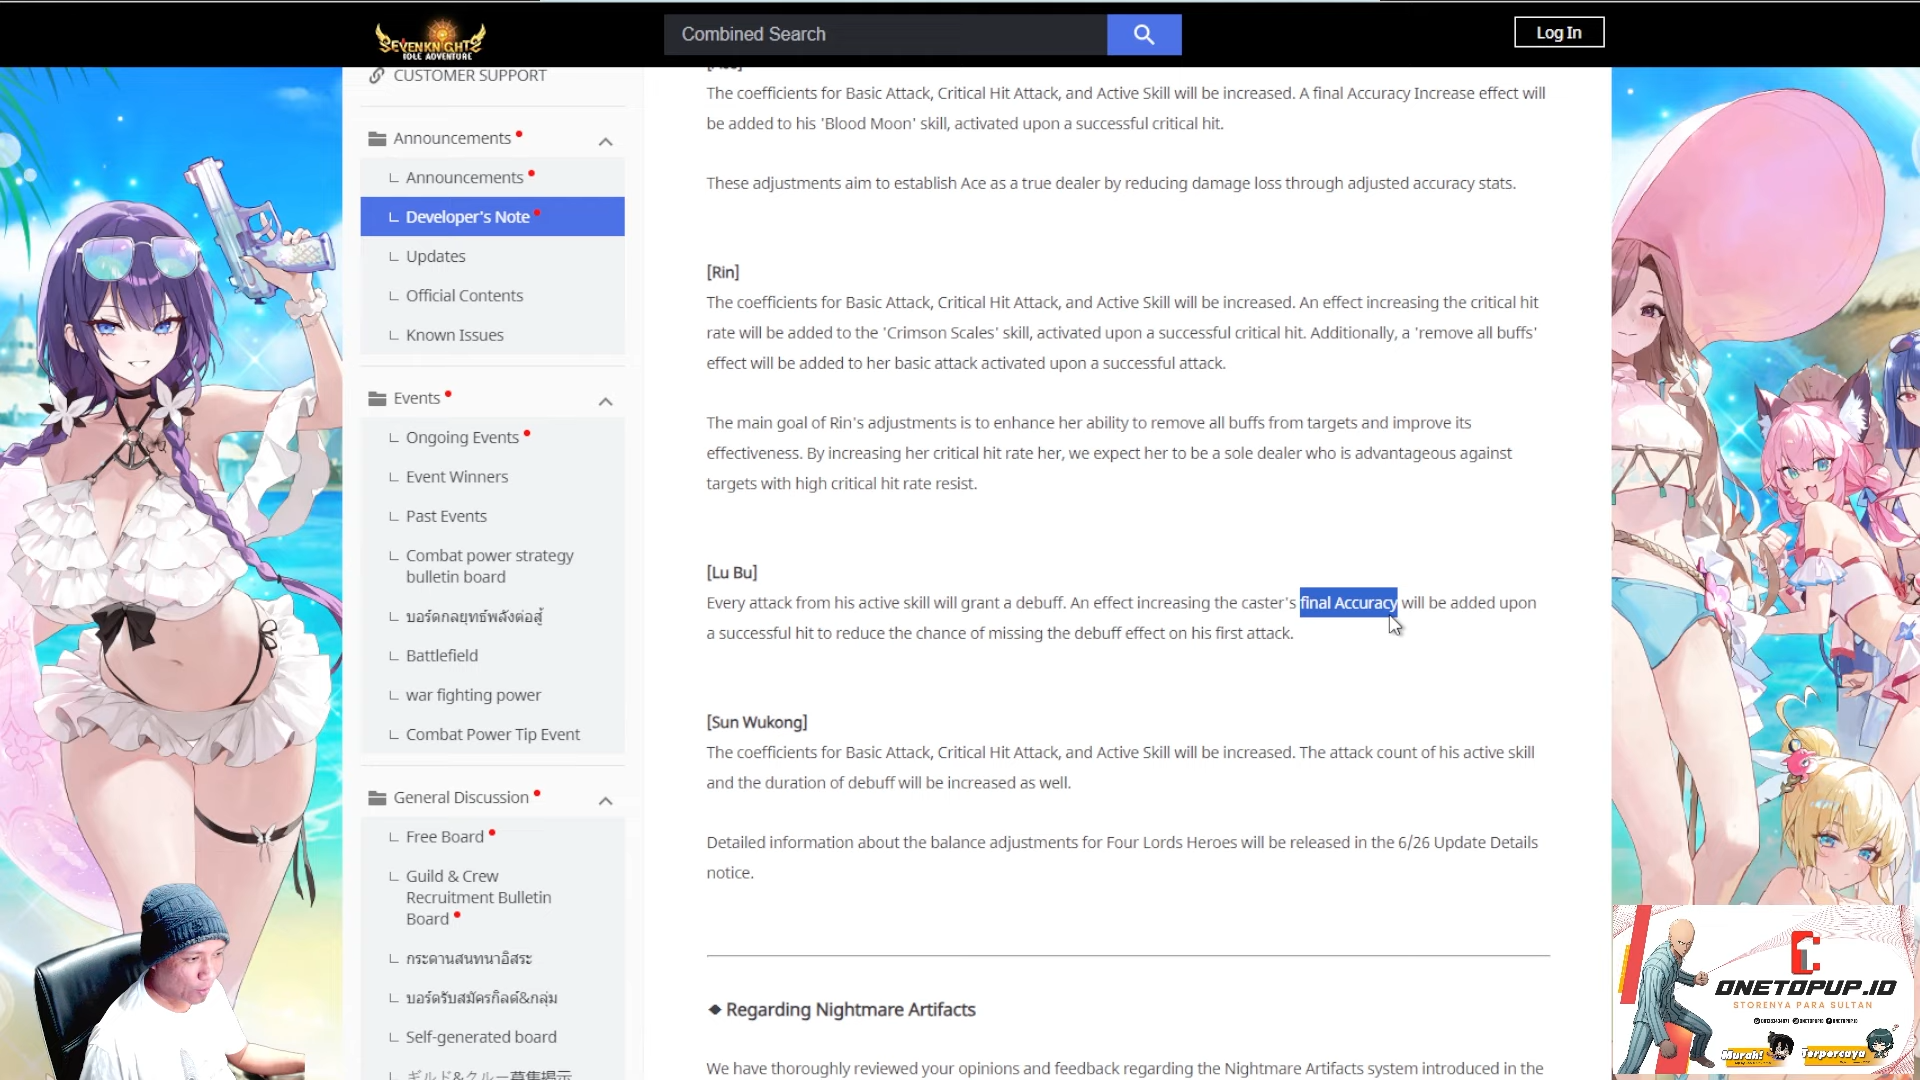 SEVENKNIGHTS
IDLE ADVENTURE
Combined Search
Log In
CUSTOMER SUPPORT
Announcements
Announcements
Developer's Note
Updates
Official Contents
Known Issues
Events
Ongoing Events
Event Winners
Past Events
Combat power strategy
bulletin board
บอร์ดกลยุทธ์พลังต่อสู้
Battlefield
war fighting power
Combat Power Tip Event
General Discussion
Free Board
Guild & Crew
Recruitment Bulletin
Board
กระดานสนทนาอิสระ
บอร์ดรับสมัครกิลด์&กลุ่ม
Self-generated board
ギルド&クルー募集掲示
The coefficients for Basic Attack, Critical Hit Attack, and Active Skill will be increased. A final Accuracy Increase effect will
be added to his 'Blood Moon' skill, activated upon a successful critical hit.
These adjustments aim to establish Ace as a true dealer by reducing damage loss through adjusted accuracy stats.
[Rin]
The coefficients for Basic Attack, Critical Hit Attack, and Active Skill will be increased. An effect increasing the critical hit
rate will be added to the 'Crimson Scales' skill, activated upon a successful critical hit. Additionally, a 'remove all buffs'
effect will be added to her basic attack activated upon a successful attack.
The main goal of Rin's adjustments is to enhance her ability to remove all buffs from targets and improve its
effectiveness. By increasing her critical hit rate her, we expect her to be a sole dealer who is advantageous against
targets with high critical hit rate resist.
[Lu Bu]
Every attack from his active skill will grant a debuff. An effect increasing the caster's final Accuracy will be added upon
a successful hit to reduce the chance of missing the debuff effect on his first attack.
[Sun Wukong]
The coefficients for Basic Attack, Critical Hit Attack, and Active Skill will be increased. The attack count of his active skill
and the duration of debuff will be increased as well.
Detailed information about the balance adjustments for Four Lords Heroes will be released in the 6/26 Update Details
notice.
◆ Regarding Nightmare Artifacts
We have thoroughly reviewed your opinions and feedback regarding the Nightmare Artifacts system introduced in the
ONETOPUP.ID
STORENYA PARA SULTAN
Murah!
Terpercaya